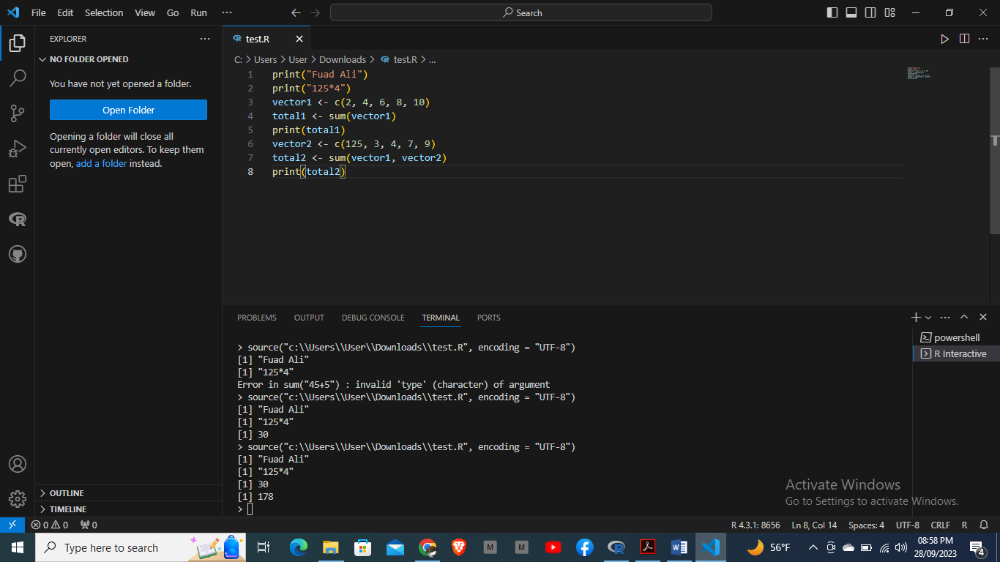 File Edit Selection View Go Run ··· Search
EXPLORER ···
NO FOLDER OPENED
You have not yet opened a folder.
Open Folder
Opening a folder will close all
currently open editors. To keep them
open, add a folder instead.
OUTLINE
TIMELINE
test.R
C: > Users > User > Downloads > test.R > ...
1 print("Fuad Ali")
2 print("125*4")
3 vector1 <- c(2, 4, 6, 8, 10)
4 total1 <- sum(vector1)
5 print(total1)
6 vector2 <- c(125, 3, 4, 7, 9)
7 total2 <- sum(vector1, vector2)
8 print(total2)
PROBLEMS OUTPUT DEBUG CONSOLE TERMINAL PORTS
> source("c:\\Users\\User\\Downloads\\test.R", encoding = "UTF-8")
[1] "Fuad Ali"
[1] "125*4"
Error in sum("45+5") : invalid 'type' (character) of argument
> source("c:\\Users\\User\\Downloads\\test.R", encoding = "UTF-8")
[1] "Fuad Ali"
[1] "125*4"
[1] 30
> source("c:\\Users\\User\\Downloads\\test.R", encoding = "UTF-8")
[1] "Fuad Ali"
[1] "125*4"
[1] 30
[1] 178
>
powershell
R Interactive
Activate Windows
Go to Settings to activate Windows.
0 0 0 R 4.3.1: 8656 Ln 8, Col 14 Spaces: 4 UTF-8 CRLF R
Type here to search M M 56°F 08:58 PM
28/09/2023 4